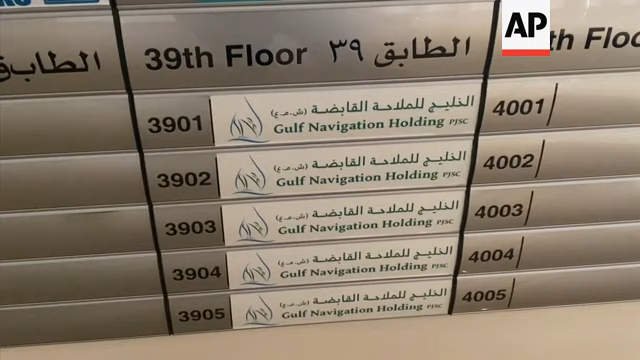 AP
الطابق
39th Floor الطابق ٣٩
th Floo
3901
الخليج للملاحة القابضة (ش.م.ع)
Gulf Navigation Holding PJSC
4001
3902
الخليج للملاحة القابضة (ش.م.ع)
Gulf Navigation Holding PJSC
4002
3903
الخليج للملاحة القابضة (ش.م.ع)
Gulf Navigation Holding PJSC
4003
3904
الخليج للملاحة القابضة (ش.م.ع)
Gulf Navigation Holding PJSC
4004
3905
الخليج للملاحة القابضة (ش.م.ع)
Gulf Navigation Holding PJSC
4005